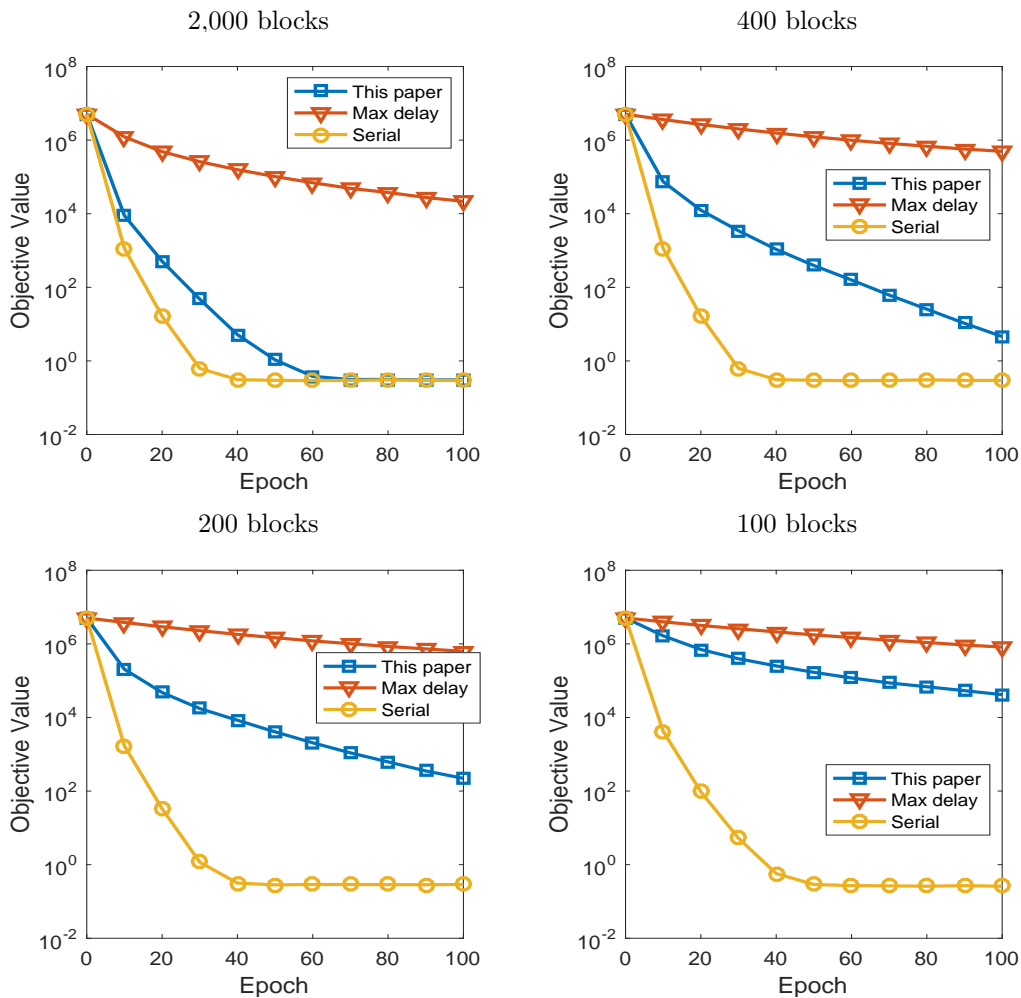 2,000 blocks
10^8
10^6
10^4
10^2
10^0
10^-2
Objective Value
This paper
Max delay
Serial
0 20 40 60 80 100
Epoch
400 blocks
10^8
10^6
10^4
10^2
10^0
10^-2
Objective Value
This paper
Max delay
Serial
0 20 40 60 80 100
Epoch
200 blocks
10^8
10^6
10^4
10^2
10^0
10^-2
Objective Value
This paper
Max delay
Serial
0 20 40 60 80 100
Epoch
100 blocks
10^8
10^6
10^4
10^2
10^0
10^-2
Objective Value
This paper
Max delay
Serial
0 20 40 60 80 100
Epoch